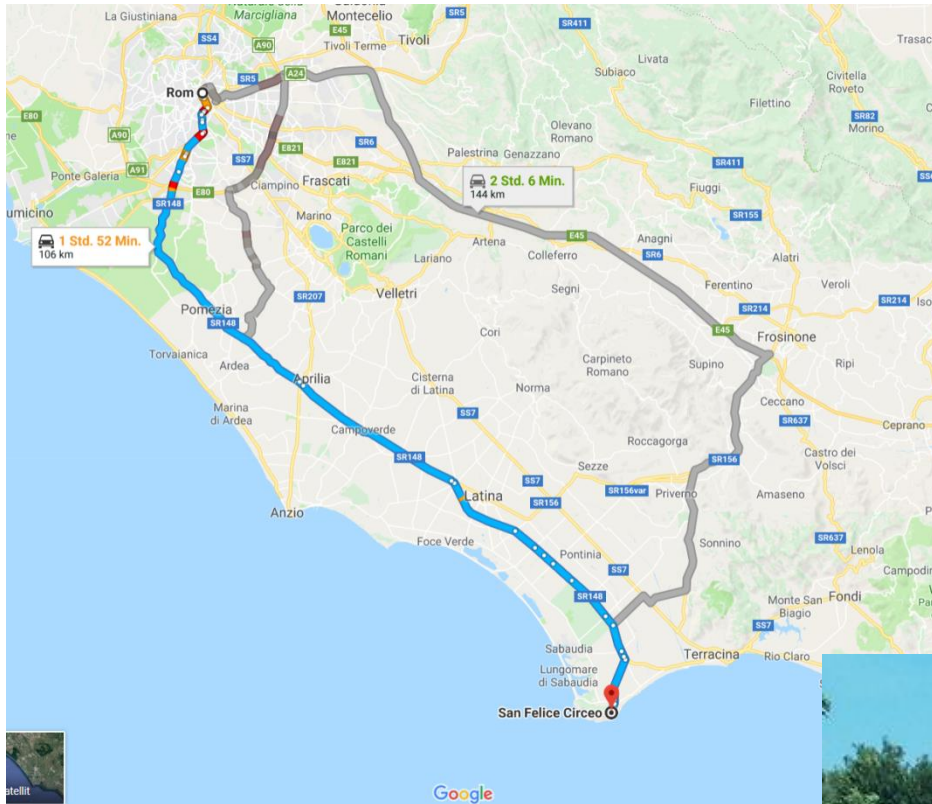 La Giustiniana
Marcigliana
Montecelio
SS4
A90
E45
SR5
Tivoli Terme
Tivoli
SR411
Livata
Subiaco
Civitella
Roveto
Filettino
SR82
Morino
Rom
SR5
A24
E80
A90
A91
SS7
E821
E821
SR6
Olevano
Romano
Palestrina
Genazzano
SR411
Ponte Galeria
E80
Ciampino
Frascati
2 Std. 6 Min.
144 km
Fiuggi
SR148
Marino
SR155
1 Std. 52 Min.
106 km
Parco dei
Castelli
Romani
Artena
E45
Anagni
Lariano
Colleferro
SR6
Alatri
Segni
Ferentino
Veroli
SR207
Velletri
SR214
SR214
Pomezia
SR148
Cori
E45
Frosinone
Torvaianica
Ardea
Carpineto
Romano
Supino
Ripi
Aprilia
Cisterna
di Latina
Norma
Ceccano
Marina
di Ardea
SS7
SR637
Ceprano
Campoverde
Roccagorga
SR148
Sezze
SR156
Castro dei
Volsci
SS7
SR156var
Priverno
Amaseno
Latina
SR156
Anzio
Foce Verde
Sonnino
SR637
Pontinia
Lenola
SS7
SR148
Monte San
Biagio
Fondi
SS7
Sabaudia
Terracina
Rio Claro
Lungomare
di Sabaudia
San Felice Circeo
Google